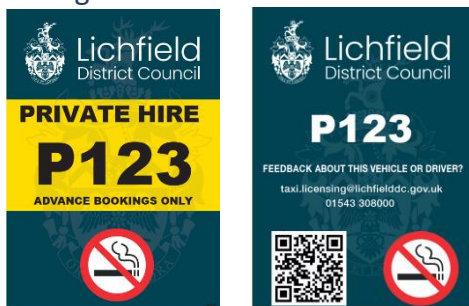 Lichfield
District Council
PRIVATE HIRE
P123
ADVANCE BOOKINGS ONLY
Lichfield
District Council
P123
FEEDBACK ABOUT THIS VEHICLE OR DRIVER?
taxi.licensing@lichfielddc.gov.uk
01543 308000